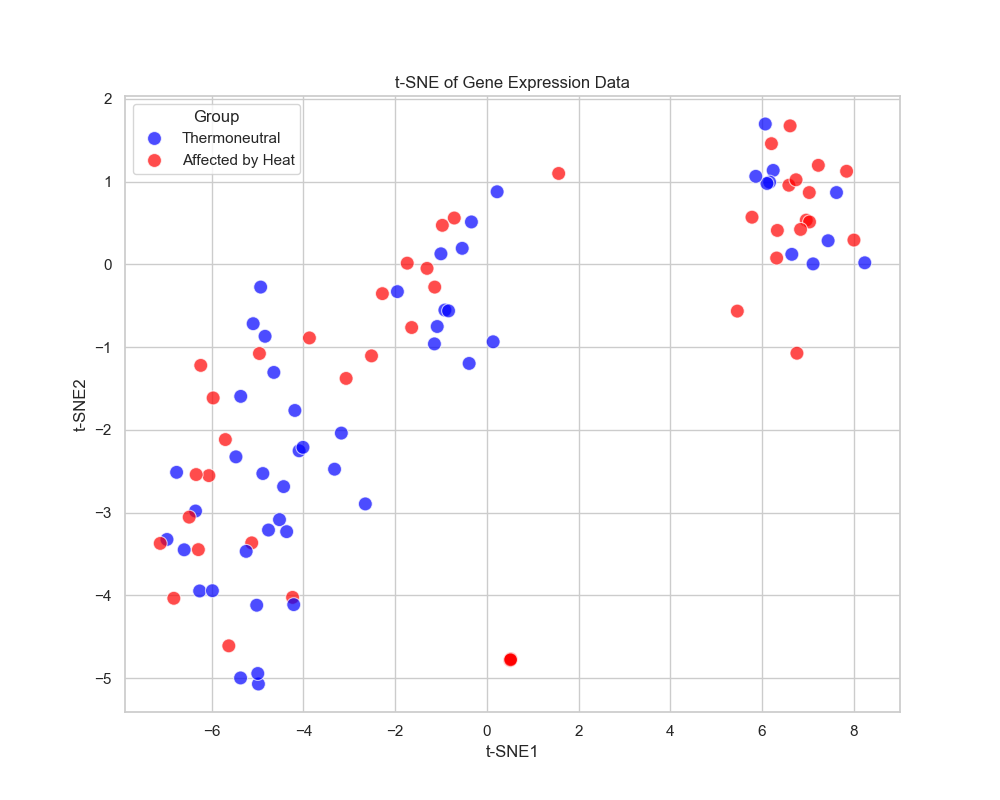 t-SNE of Gene Expression Data
Group
Thermoneutral
Affected by Heat
2
1
0
−1
−2
−3
−4
−5
t-SNE2
−6 −4 −2 0 2 4 6 8
t-SNE1